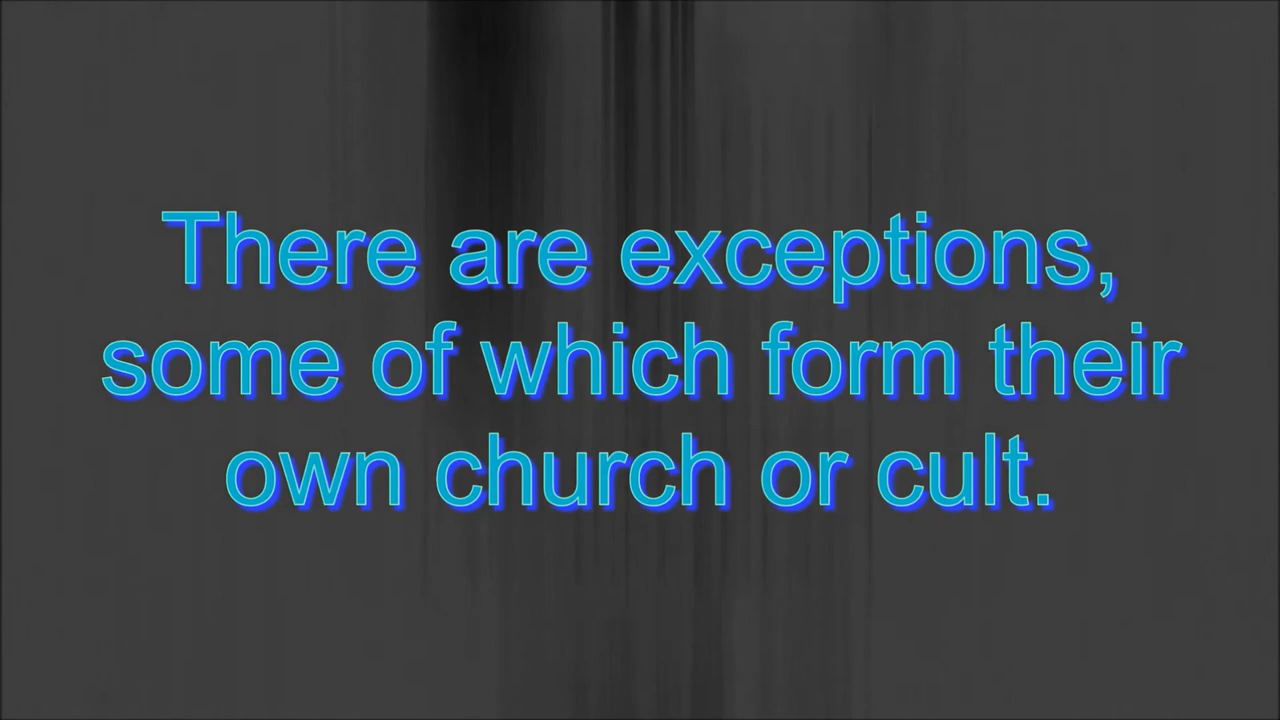 There are exceptions,
some of which form their
own church or cult.